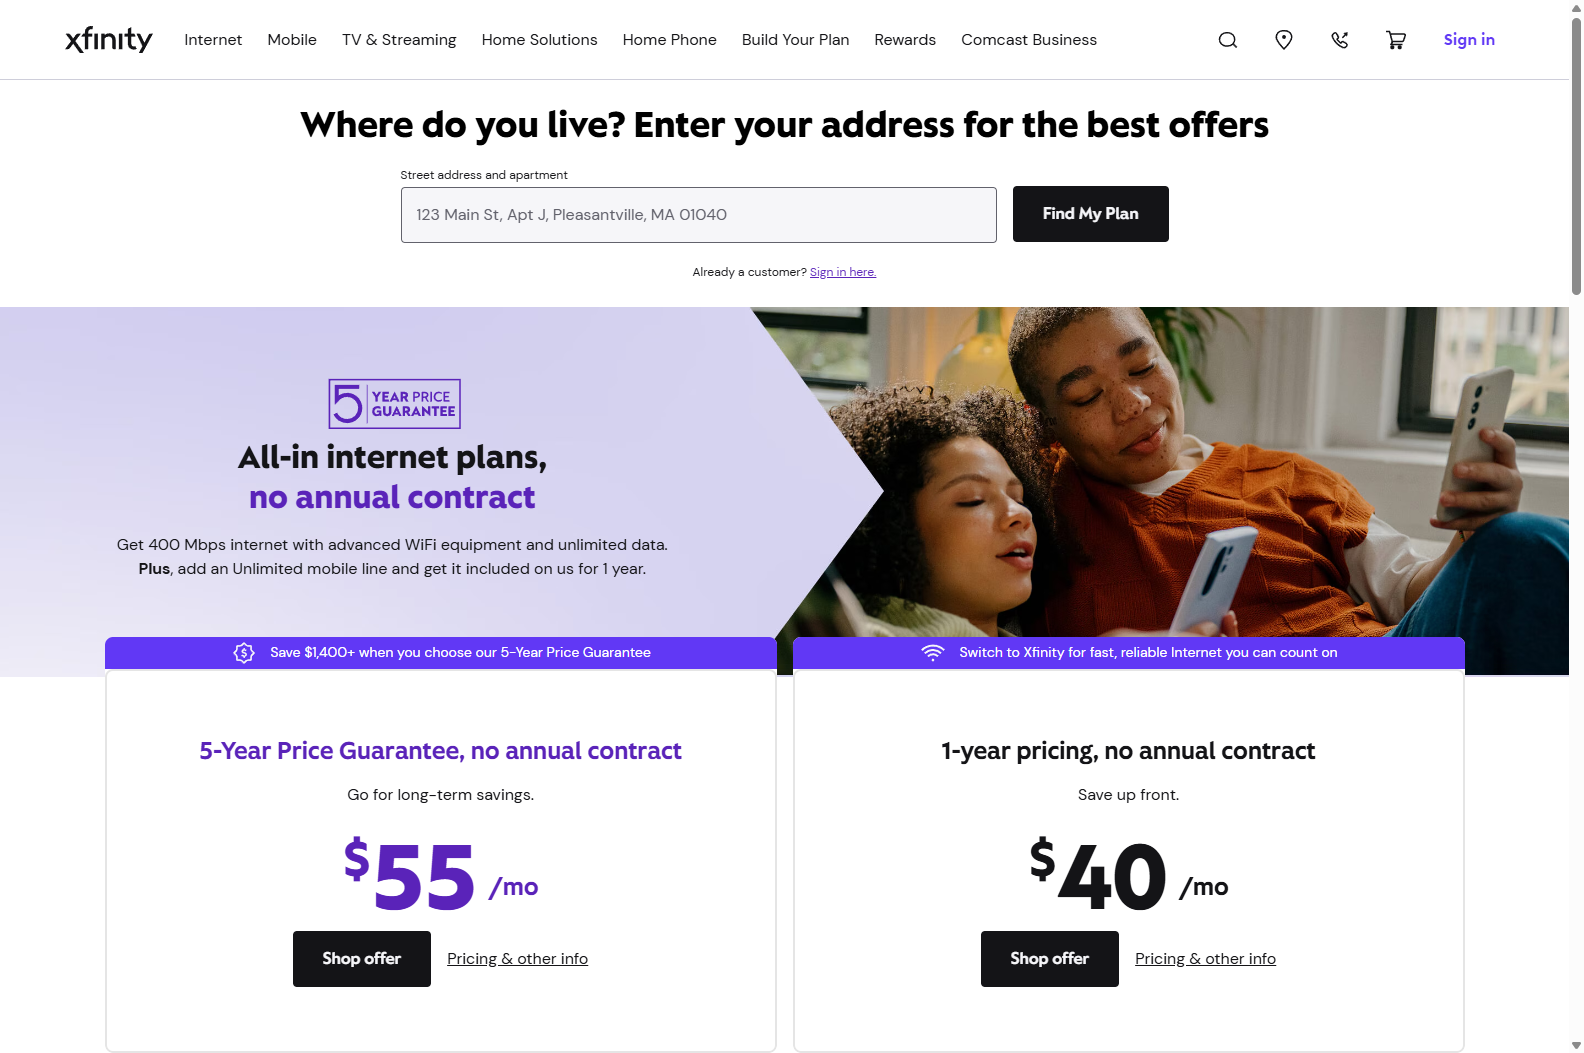 xfinity
Internet
Mobile
TV & Streaming
Home Solutions
Home Phone
Build Your Plan
Rewards
Comcast Business
Sign in
Where do you live? Enter your address for the best offers
Street address and apartment
123 Main St, Apt J, Pleasantville, MA 01040
Find My Plan
Already a customer? Sign in here.
5 YEAR PRICE
GUARANTEE
All-in internet plans,
no annual contract
Get 400 Mbps internet with advanced WiFi equipment and unlimited data.
Plus, add an Unlimited mobile line and get it included on us for 1 year.
Save $1,400+ when you choose our 5-Year Price Guarantee
5-Year Price Guarantee, no annual contract
Go for long-term savings.
$55 /mo
Shop offer
Pricing & other info
Switch to Xfinity for fast, reliable Internet you can count on
1-year pricing, no annual contract
Save up front.
$40 /mo
Shop offer
Pricing & other info